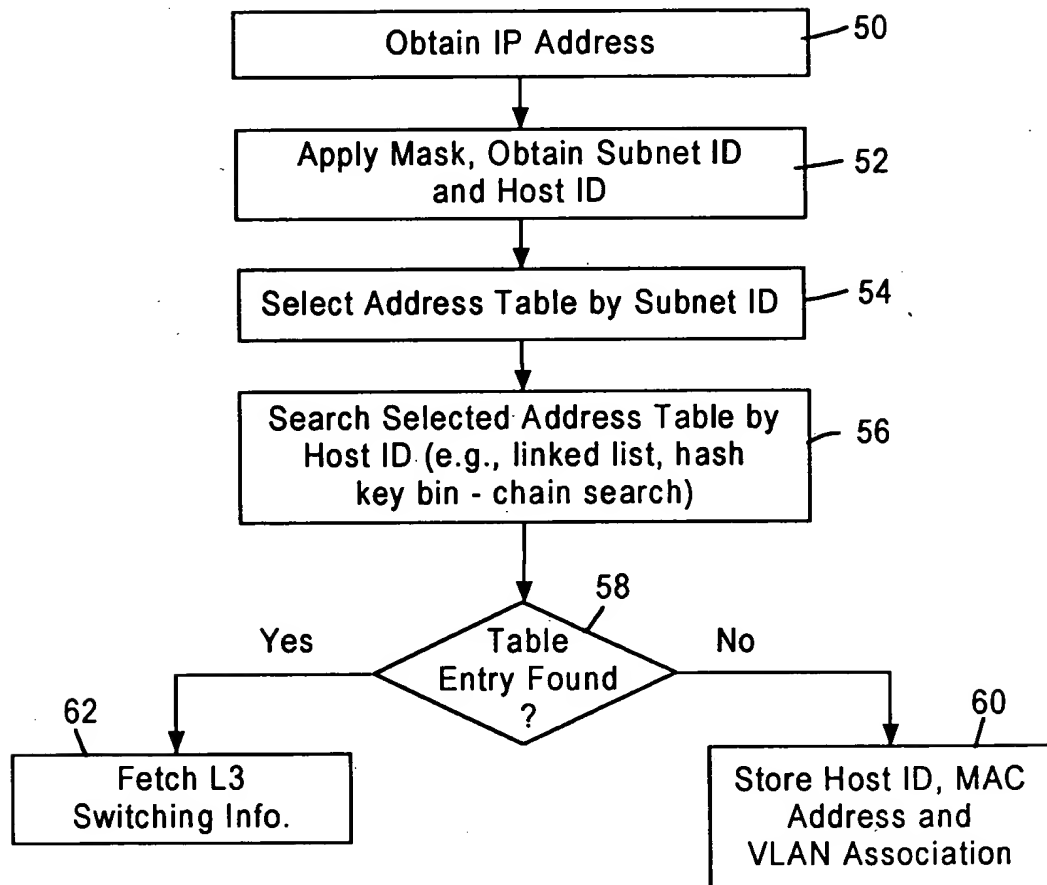 Obtain IP Address
50
Apply Mask, Obtain Subnet ID
and Host ID
52
Select Address Table by Subnet ID
54
Search Selected Address Table by
Host ID (e.g., linked list, hash
key bin - chain search)
56
58
Yes
Table
Entry Found
?
No
62
Fetch L3
Switching Info.
60
Store Host ID, MAC
Address and
VLAN Association